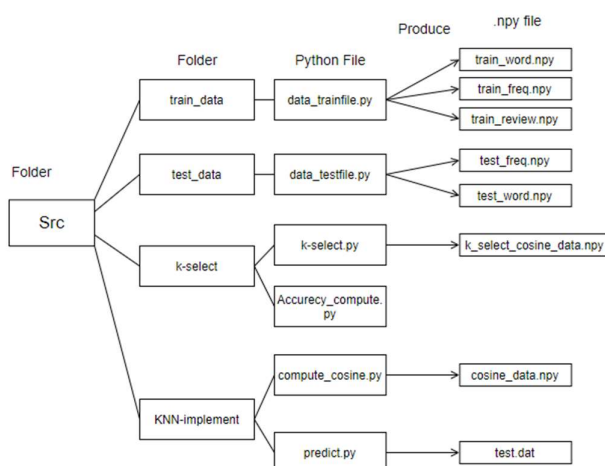 .npy file
Produce
Folder
Python File
train_word.npy
train_data
data_trainfile.py
train_freq.npy
train_review.npy
Folder
test_data
data_testfile.py
test_freq.npy
test_word.npy
Src
k-select
k-select.py
k_select_cosine_data.npy
Accurecy_compute.
py
KNN-implement
compute_cosine.py
cosine_data.npy
predict.py
test.dat